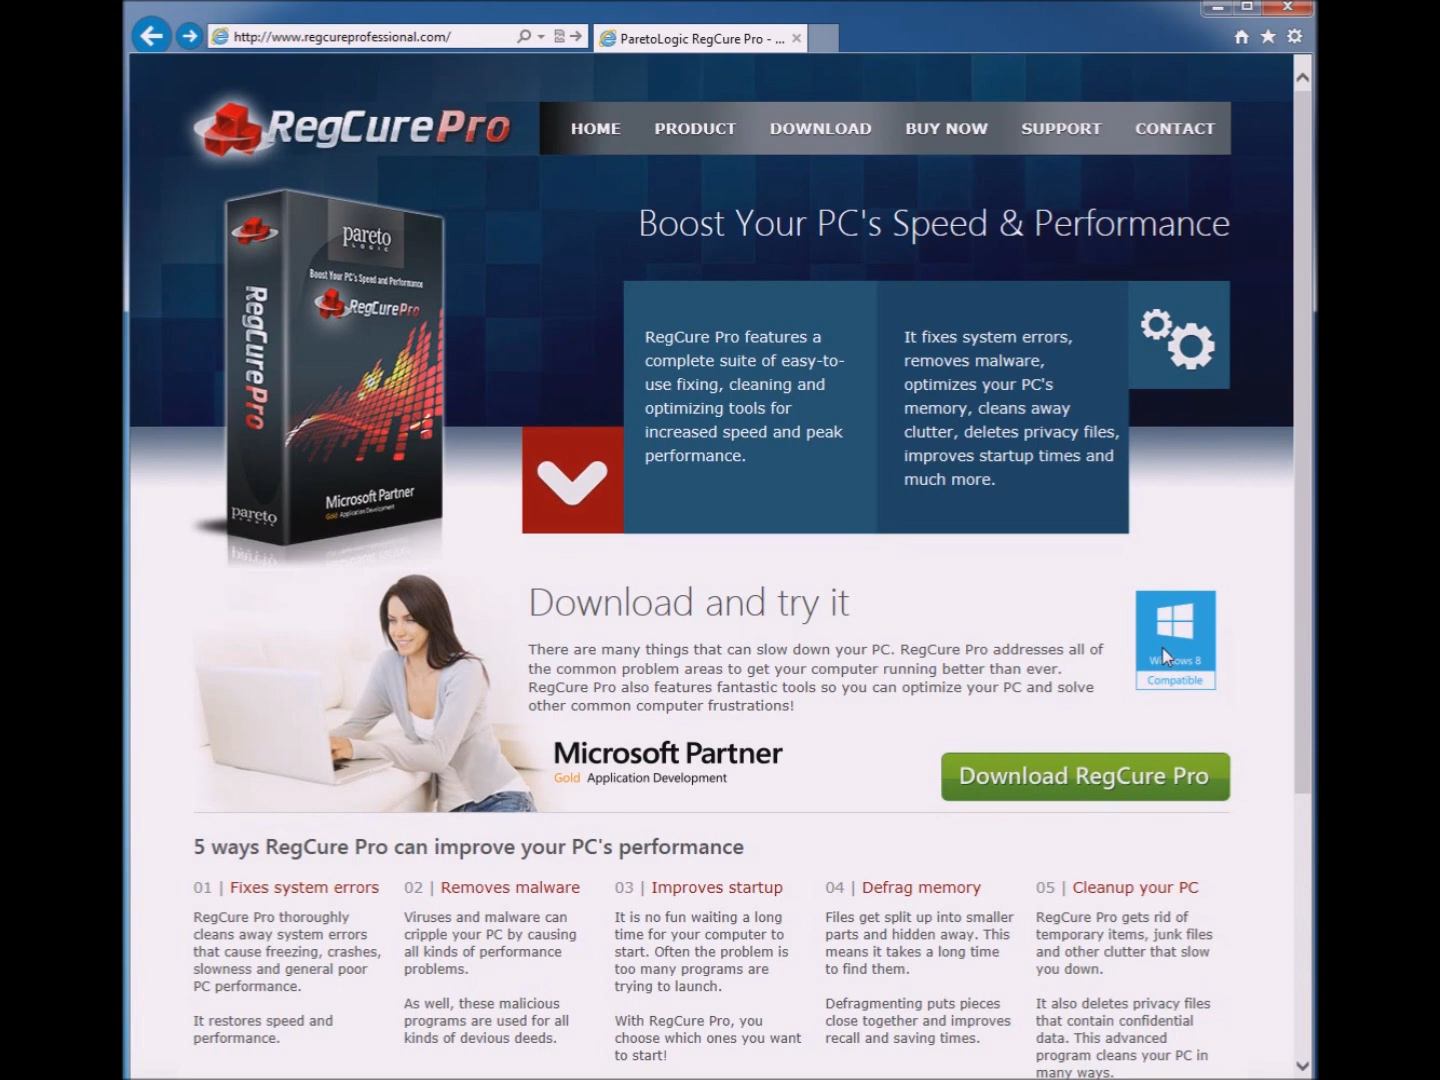 http://www.regcureprofessional.com/
ParetoLogic RegCure Pro - ...
RegCure Pro
HOME PRODUCT DOWNLOAD BUY NOW SUPPORT CONTACT
Boost Your PC's Speed & Performance
pareto
LOGIC
Boost Your PC's Speed and Performance
RegCure Pro
RegCure Pro
Microsoft Partner
Gold Application Development
pareto
LOGIC
RegCure Pro features a
complete suite of easy-to-
use fixing, cleaning and
optimizing tools for
increased speed and peak
performance.
It fixes system errors,
removes malware,
optimizes your PC's
memory, cleans away
clutter, deletes privacy files,
improves startup times and
much more.
Download and try it
There are many things that can slow down your PC. RegCure Pro addresses all of
the common problem areas to get your computer running better than ever.
RegCure Pro also features fantastic tools so you can optimize your PC and solve
other common computer frustrations!
Windows 8
Compatible
Microsoft Partner
Gold Application Development
Download RegCure Pro
5 ways RegCure Pro can improve your PC's performance
01 | Fixes system errors
RegCure Pro thoroughly
cleans away system errors
that cause freezing, crashes,
slowness and general poor
PC performance.
It restores speed and
performance.
02 | Removes malware
Viruses and malware can
cripple your PC by causing
all kinds of performance
problems.
As well, these malicious
programs are used for all
kinds of devious deeds.
03 | Improves startup
It is no fun waiting a long
time for your computer to
start. Often the problem is
too many programs are
trying to launch.
With RegCure Pro, you
choose which ones you want
to start!
04 | Defrag memory
Files get split up into smaller
parts and hidden away. This
means it takes a long time
to find them.
Defragmenting puts pieces
close together and improves
recall and saving times.
05 | Cleanup your PC
RegCure Pro gets rid of
temporary items, junk files
and other clutter that slow
you down.
It also deletes privacy files
that contain confidential
data. This advanced
program cleans your PC in
many ways.